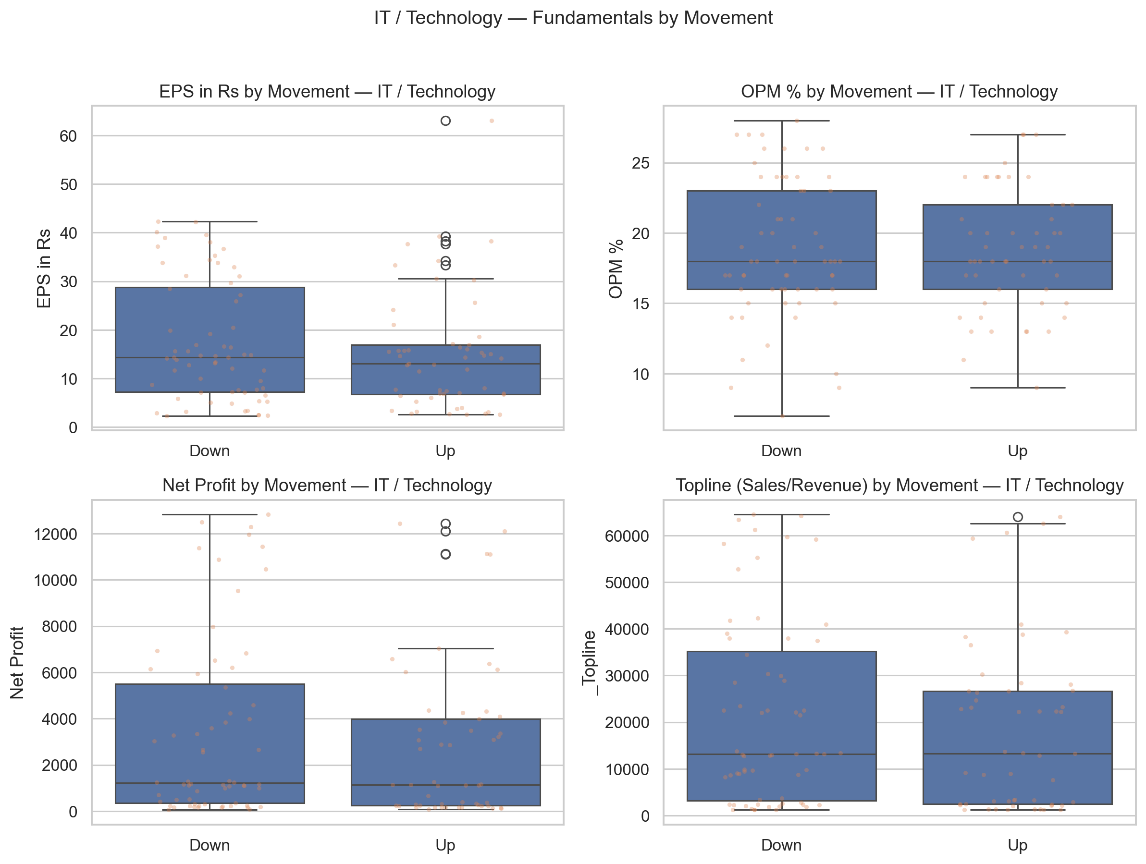 IT / Technology — Fundamentals by Movement
EPS in Rs by Movement — IT / Technology
EPS in Rs
60
50
40
30
20
10
0
Down
Up
OPM % by Movement — IT / Technology
OPM %
25
20
15
10
Down
Up
Net Profit by Movement — IT / Technology
Net Profit
12000
10000
8000
6000
4000
2000
0
Down
Up
Topline (Sales/Revenue) by Movement — IT / Technology
_Topline
60000
50000
40000
30000
20000
10000
0
Down
Up